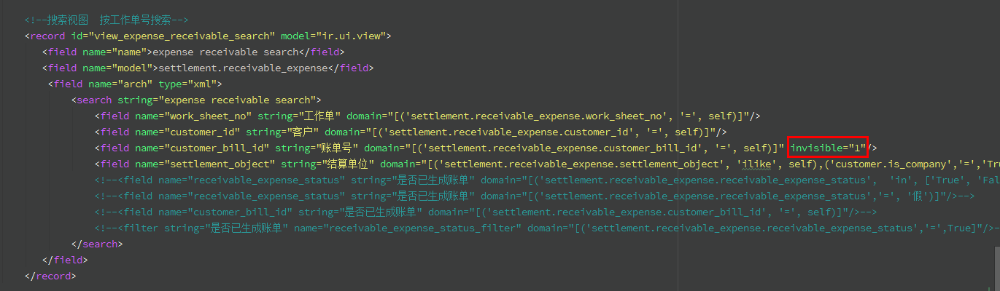 <!--搜索视图  按工作单号搜索-->
<record id="view_expense_receivable_search" model="ir.ui.view">
<field name="name">expense receivable search</field>
<field name="model">settlement.receivable_expense</field>
<field name="arch" type="xml">
<search string="expense receivable search">
<field name="work_sheet_no" string="工作单" domain="[('settlement.receivable_expense.work_sheet_no', '=', self)]"/>
<field name="customer_id" string="客户" domain="[('settlement.receivable_expense.customer_id', '=', self)]"/>
<field name="customer_bill_id" string="账单号" domain="[('settlement.receivable_expense.customer_bill_id', '=', self)]" invisible="1"/>
<field name="settlement_object" string="结算单位" domain="[('settlement.receivable_expense.settlement_object', 'ilike', self),('customer.is_company','=','Tru
<!--<field name="receivable_expense_status" string="是否已生成账单" domain="[('settlement.receivable_expense.receivable_expense_status',  'in', ['True', 'Fal
<!--<field name="receivable_expense_status" string="是否已生成账单" domain="[('settlement.receivable_expense.receivable_expense_status','=', '假')]"/>-->
<!--<field name="customer_bill_id" string="是否已生成账单" domain="[('settlement.receivable_expense.customer_bill_id', '=', self)]"/>-->
<!--<filter string="是否已生成账单" name="receivable_expense_status_filter" domain="[('settlement.receivable_expense.receivable_expense_status','=',True]"/>-
</search>
</field>
</record>